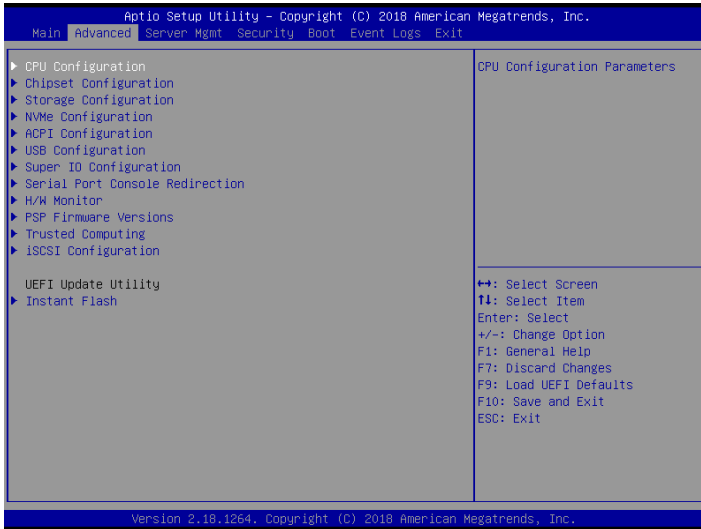 Aptio Setup Utility – Copyright (C) 2018 American Megatrends, Inc.
Main Advanced Server Mgmt Security Boot Event Logs Exit
▶ CPU Configuration
▶ Chipset Configuration
▶ Storage Configuration
▶ NVMe Configuration
▶ ACPI Configuration
▶ USB Configuration
▶ Super IO Configuration
▶ Serial Port Console Redirection
▶ H/W Monitor
▶ PSP Firmware Versions
▶ Trusted Computing
▶ iSCSI Configuration
UEFI Update Utility
▶ Instant Flash
CPU Configuration Parameters
↔: Select Screen
↑↓: Select Item
Enter: Select
+/-: Change Option
F1: General Help
F7: Discard Changes
F9: Load UEFI Defaults
F10: Save and Exit
ESC: Exit
Version 2.18.1264. Copyright (C) 2018 American Megatrends, Inc.